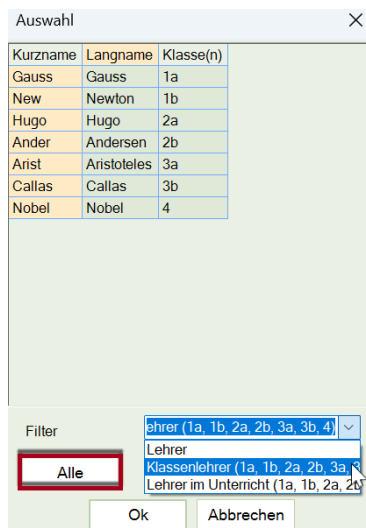 Auswahl
Kurzname Langname Klasse(n)
Gauss Gauss 1a
New Newton 1b
Hugo Hugo 2a
Ander Andersen 2b
Arist Aristoteles 3a
Callas Callas 3b
Nobel Nobel 4
Filter ehrer (1a, 1b, 2a, 2b, 3a, 3b, 4)
Lehrer
Alle Klassenlehrer (1a, 1b, 2a, 2b, 3a, 3
Lehrer im Unterricht (1a, 1b, 2a, 2b
Ok Abbrechen